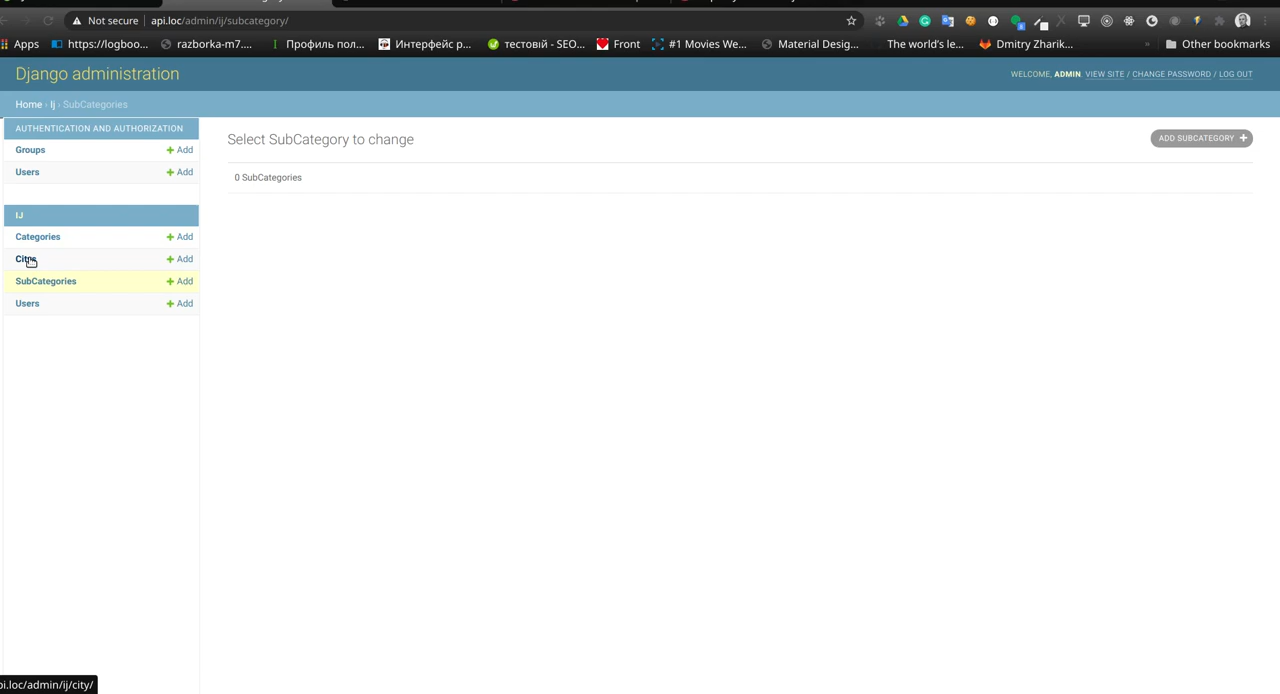 Not secure api.loc/admin/ij/subcategory/
Apps https://logboo... razborka-m7.... Профиль пол... Интерфейс р... тестовій - SEO... Front #1 Movies We... Material Desig... The world's le... Dmitry Zharik... » Other bookmarks
Django administration
WELCOME, ADMIN. VIEW SITE / CHANGE PASSWORD / LOG OUT
Home › Ij › SubCategories
AUTHENTICATION AND AUTHORIZATION
Groups + Add
Users + Add
IJ
Categories + Add
+ Add
SubCategories + Add
Users + Add
Select SubCategory to change
ADD SUBCATEGORY +
0 SubCategories
pi.loc/admin/ij/city/